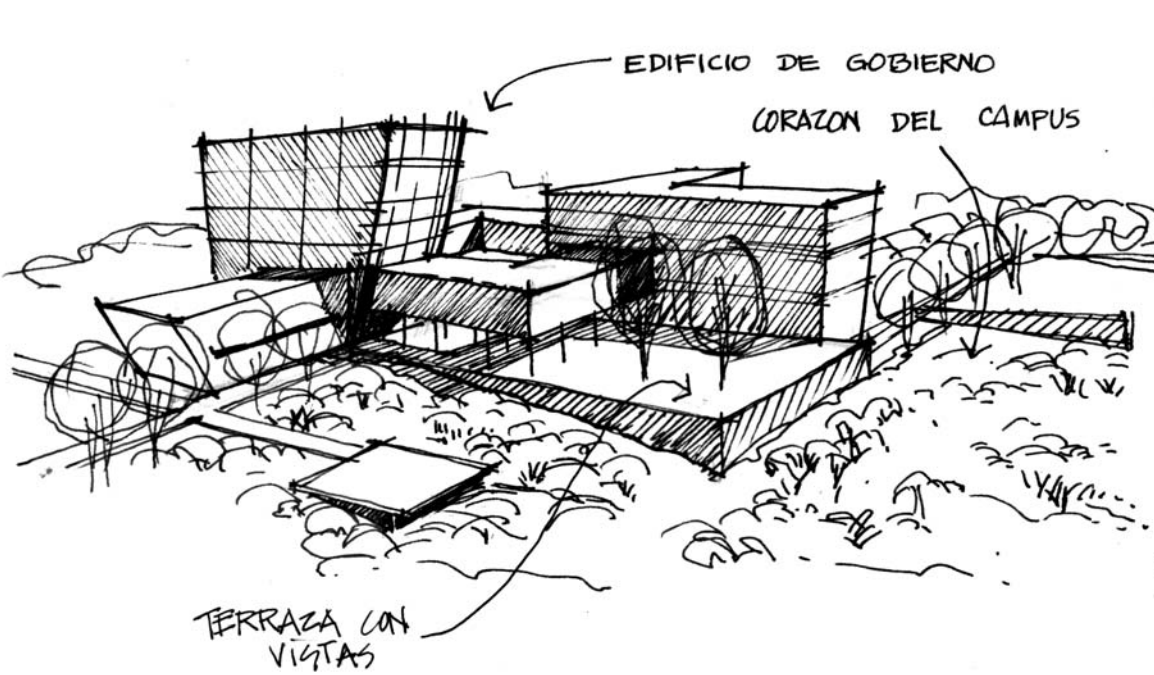 EDIFICIO DE GOBIERNO
CORAZON DEL CAMPUS
TERRAZA CON
VISTAS